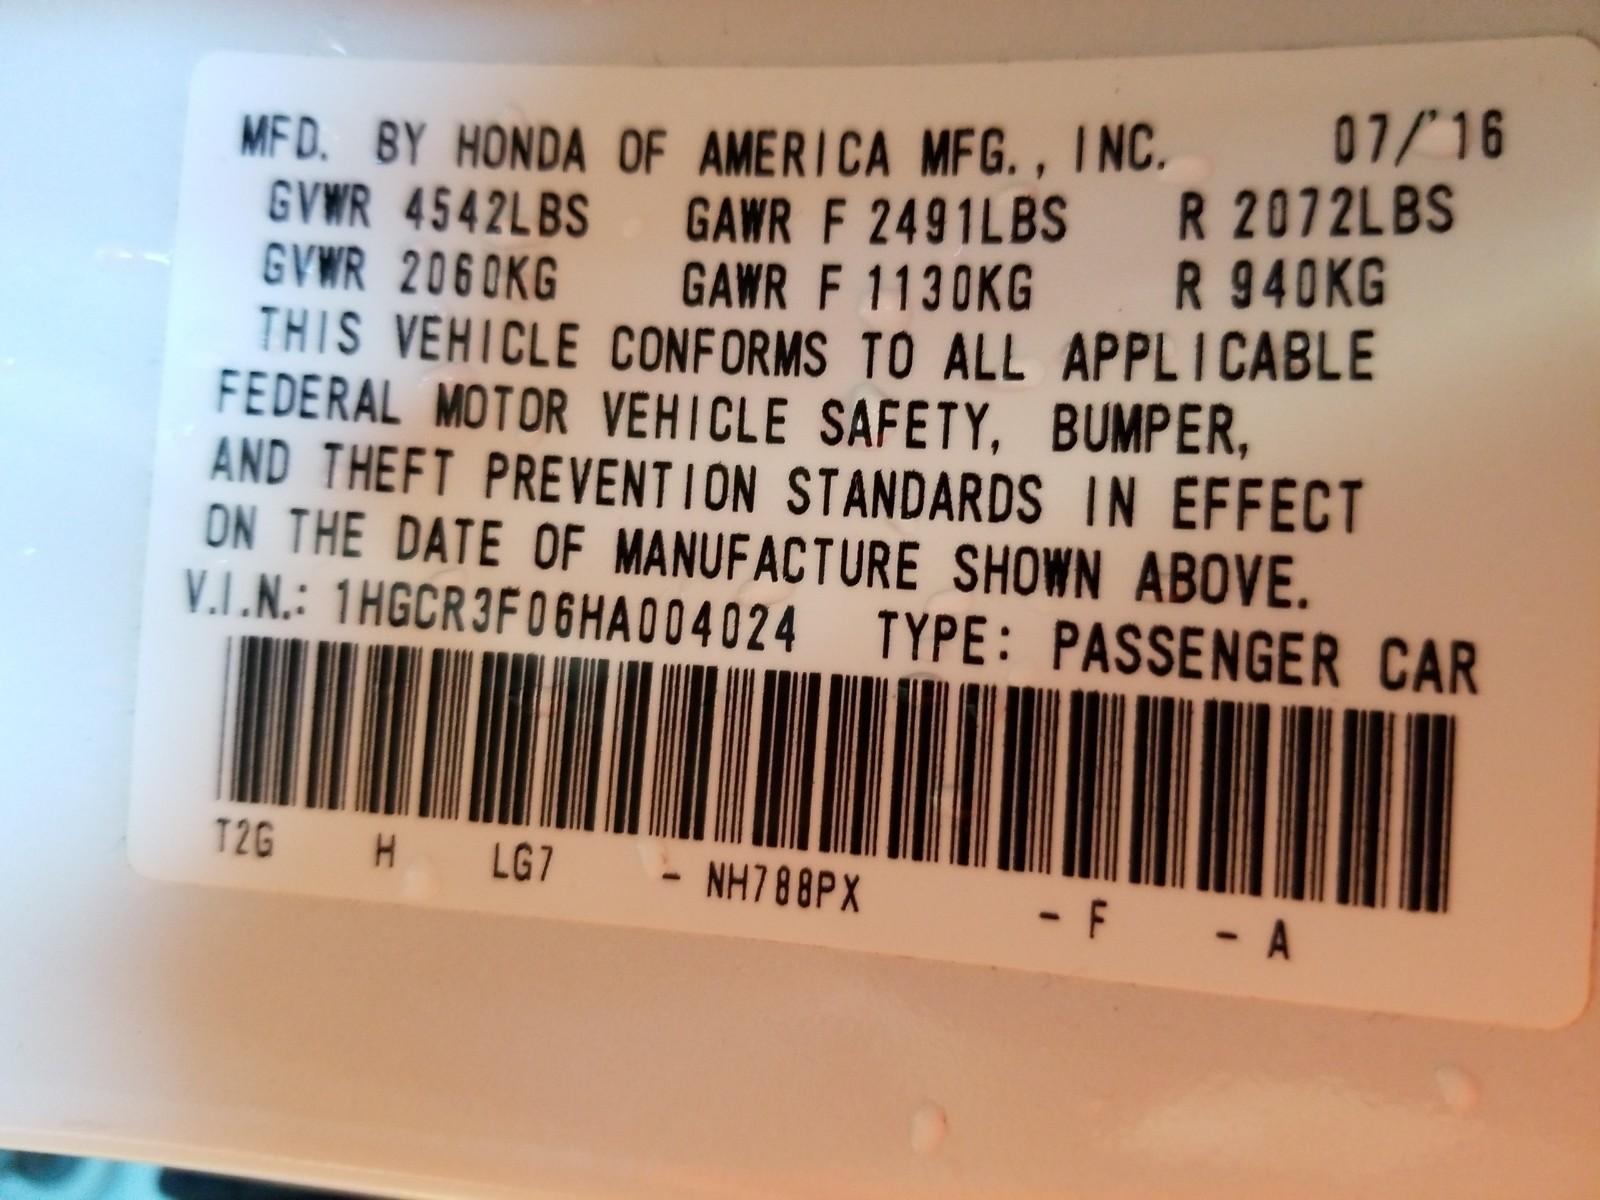 MFD. BY HONDA OF AMERICA MFG., INC. 07/'16
GVWR 4542LBS GAWR F 2491LBS R 2072LBS
GVWR 2060KG GAWR F 1130KG R 940KG
THIS VEHICLE CONFORMS TO ALL APPLICABLE
FEDERAL MOTOR VEHICLE SAFETY, BUMPER,
AND THEFT PREVENTION STANDARDS IN EFFECT
ON THE DATE OF MANUFACTURE SHOWN ABOVE.
V.I.N.: 1HGCR3F06HA004024 TYPE: PASSENGER CAR
T2G H LG7 - NH788PX - F - A